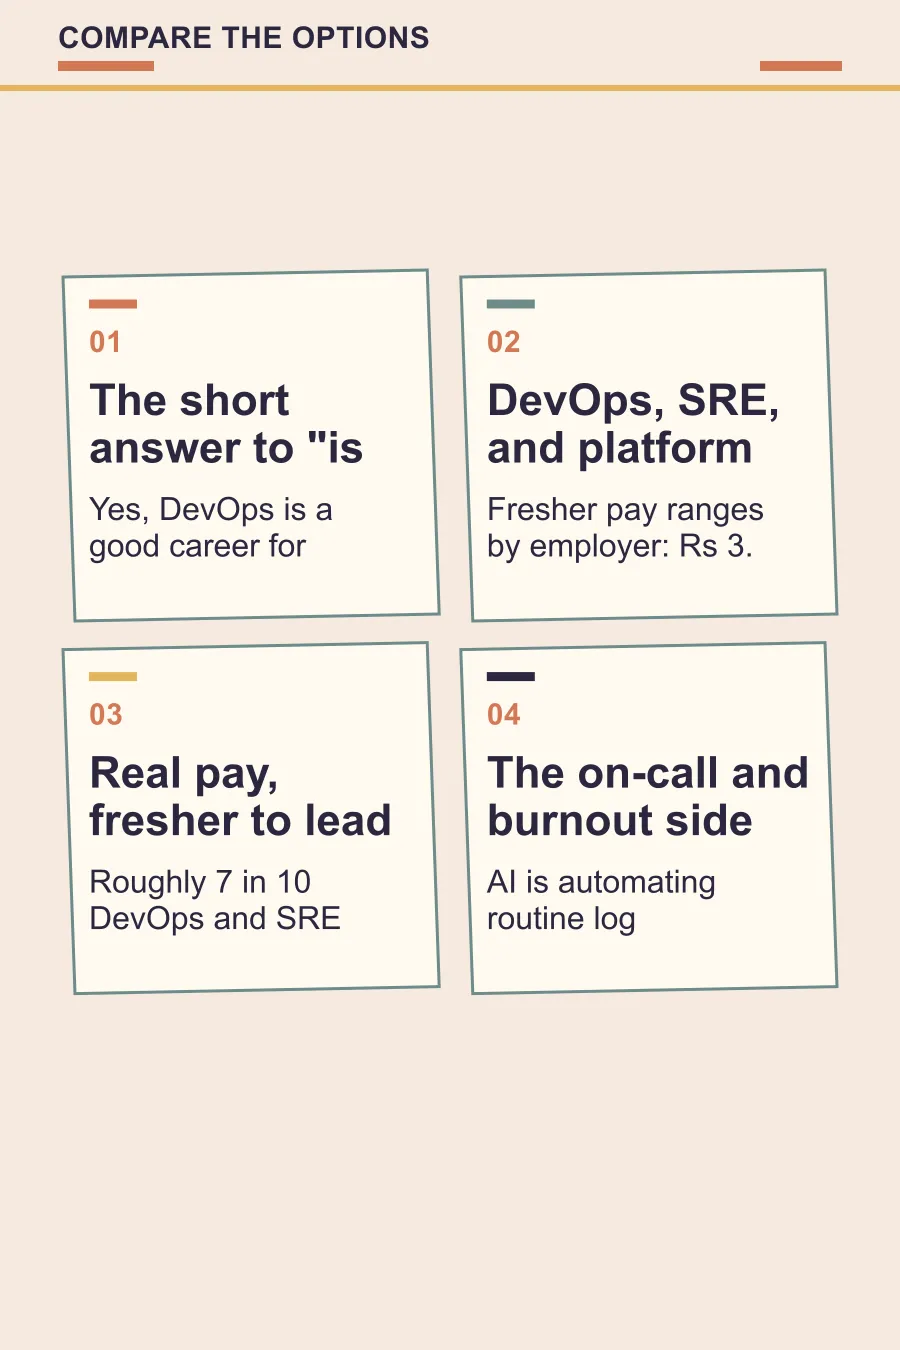 COMPARE THE OPTIONS
01
The short
answer to "is
Yes, DevOps is a
good career for
02
DevOps, SRE,
and platform
Fresher pay ranges
by employer: Rs 3.
03
Real pay,
fresher to lead
Roughly 7 in 10
DevOps and SRE
04
The on-call and
burnout side
AI is automating
routine log